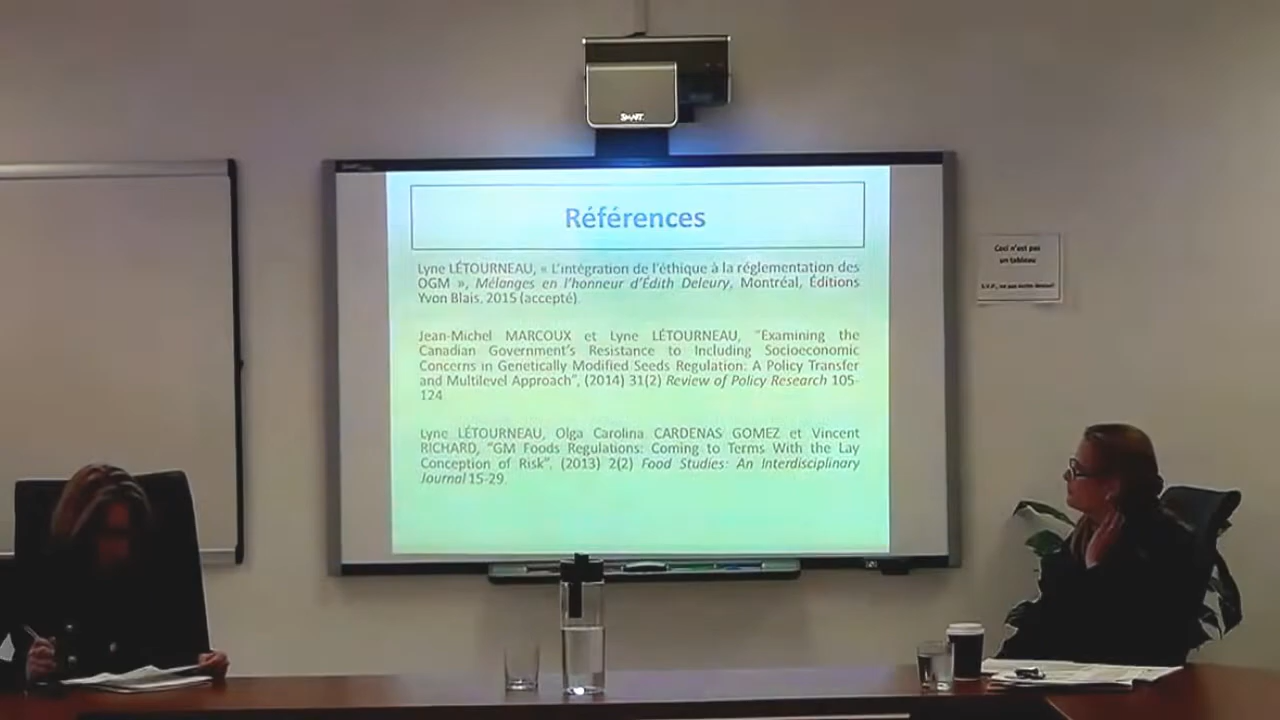 SMART
Références
Lyne LÉTOURNEAU, « L'intégration de l'éthique à la réglementation des
OGM », Mélanges en l'honneur d'Édith Deleury, Montréal, Éditions
Yvon Blais, 2015 (accepté).
Jean-Michel MARCOUX et Lyne LÉTOURNEAU, "Examining the
Canadian Government's Resistance to Including Socioeconomic
Concerns in Genetically Modified Seeds Regulation: A Policy Transfer
and Multilevel Approach", (2014) 31(2) Review of Policy Research 105-
124.
Lyne LÉTOURNEAU, Olga Carolina CARDENAS GOMEZ et Vincent
RICHARD, "GM Foods Regulations: Coming to Terms With the Lay
Conception of Risk", (2013) 2(2) Food Studies: An Interdisciplinary
Journal 15-29.
Ceci n'est pas
un tableau
S.V.P., ne pas écrire dessus!